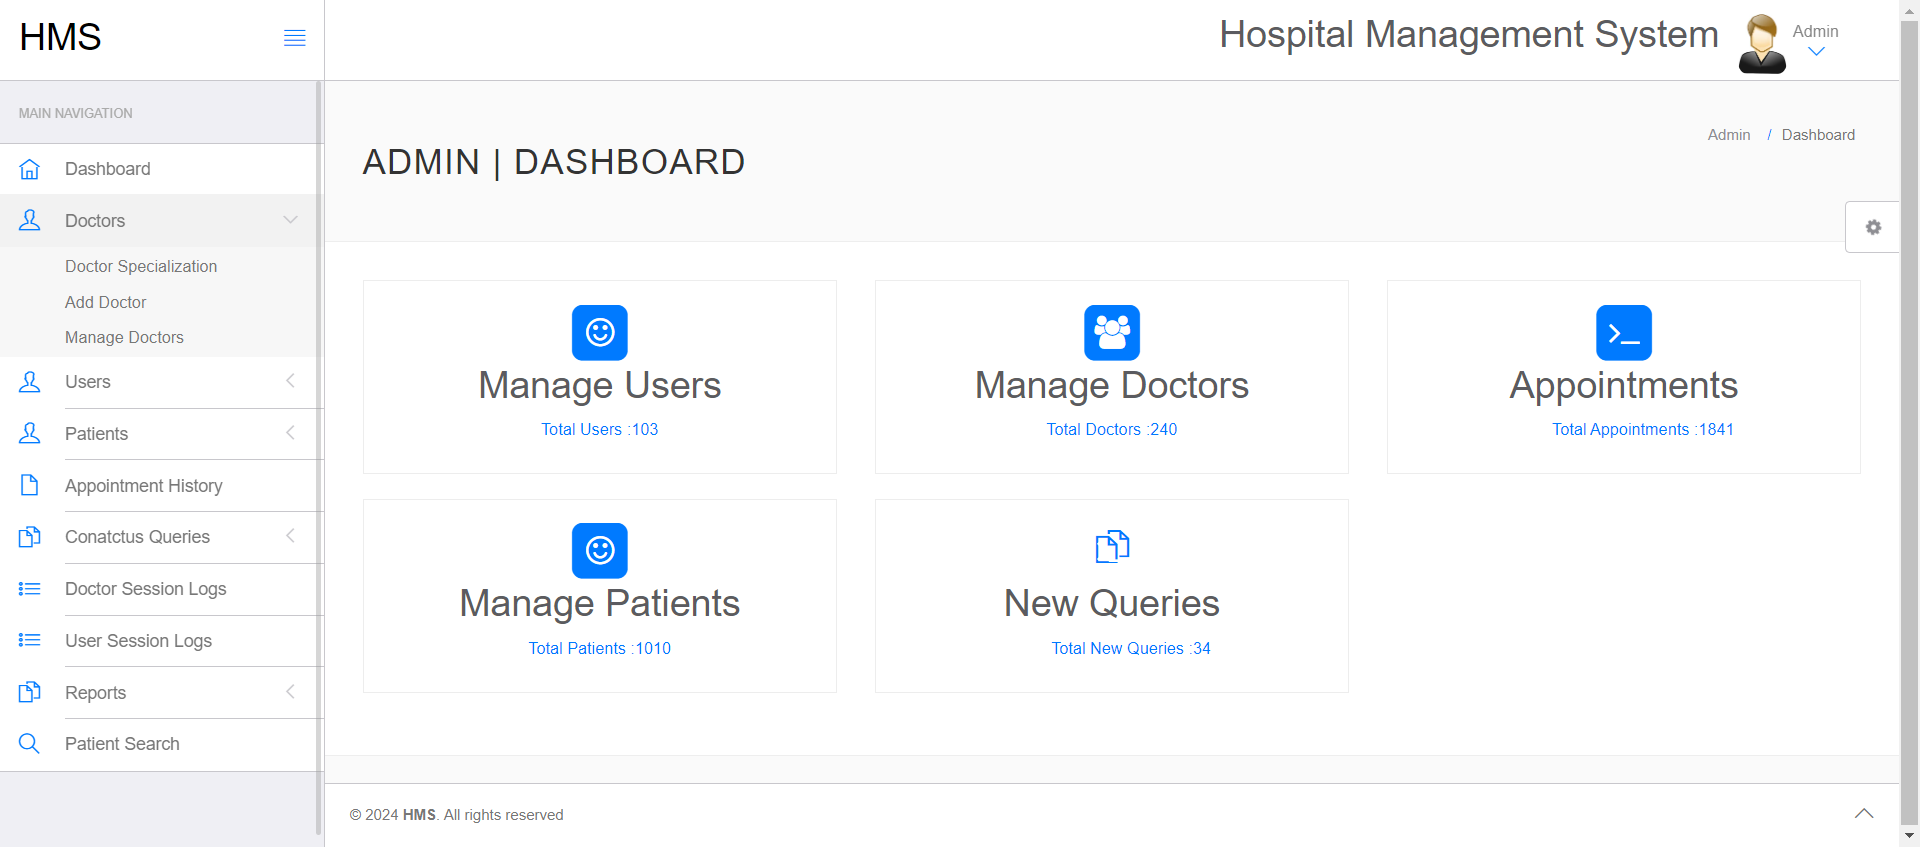 HMS
Hospital Management System
Admin
MAIN NAVIGATION
Dashboard
Doctors
Doctor Specialization
Add Doctor
Manage Doctors
Users
Patients
Appointment History
Conatctus Queries
Doctor Session Logs
User Session Logs
Reports
Patient Search
ADMIN | DASHBOARD
Admin / Dashboard
Manage Users
Total Users :103
Manage Doctors
Total Doctors :240
Appointments
Total Appointments :1841
Manage Patients
Total Patients :1010
New Queries
Total New Queries :34
© 2024 HMS. All rights reserved